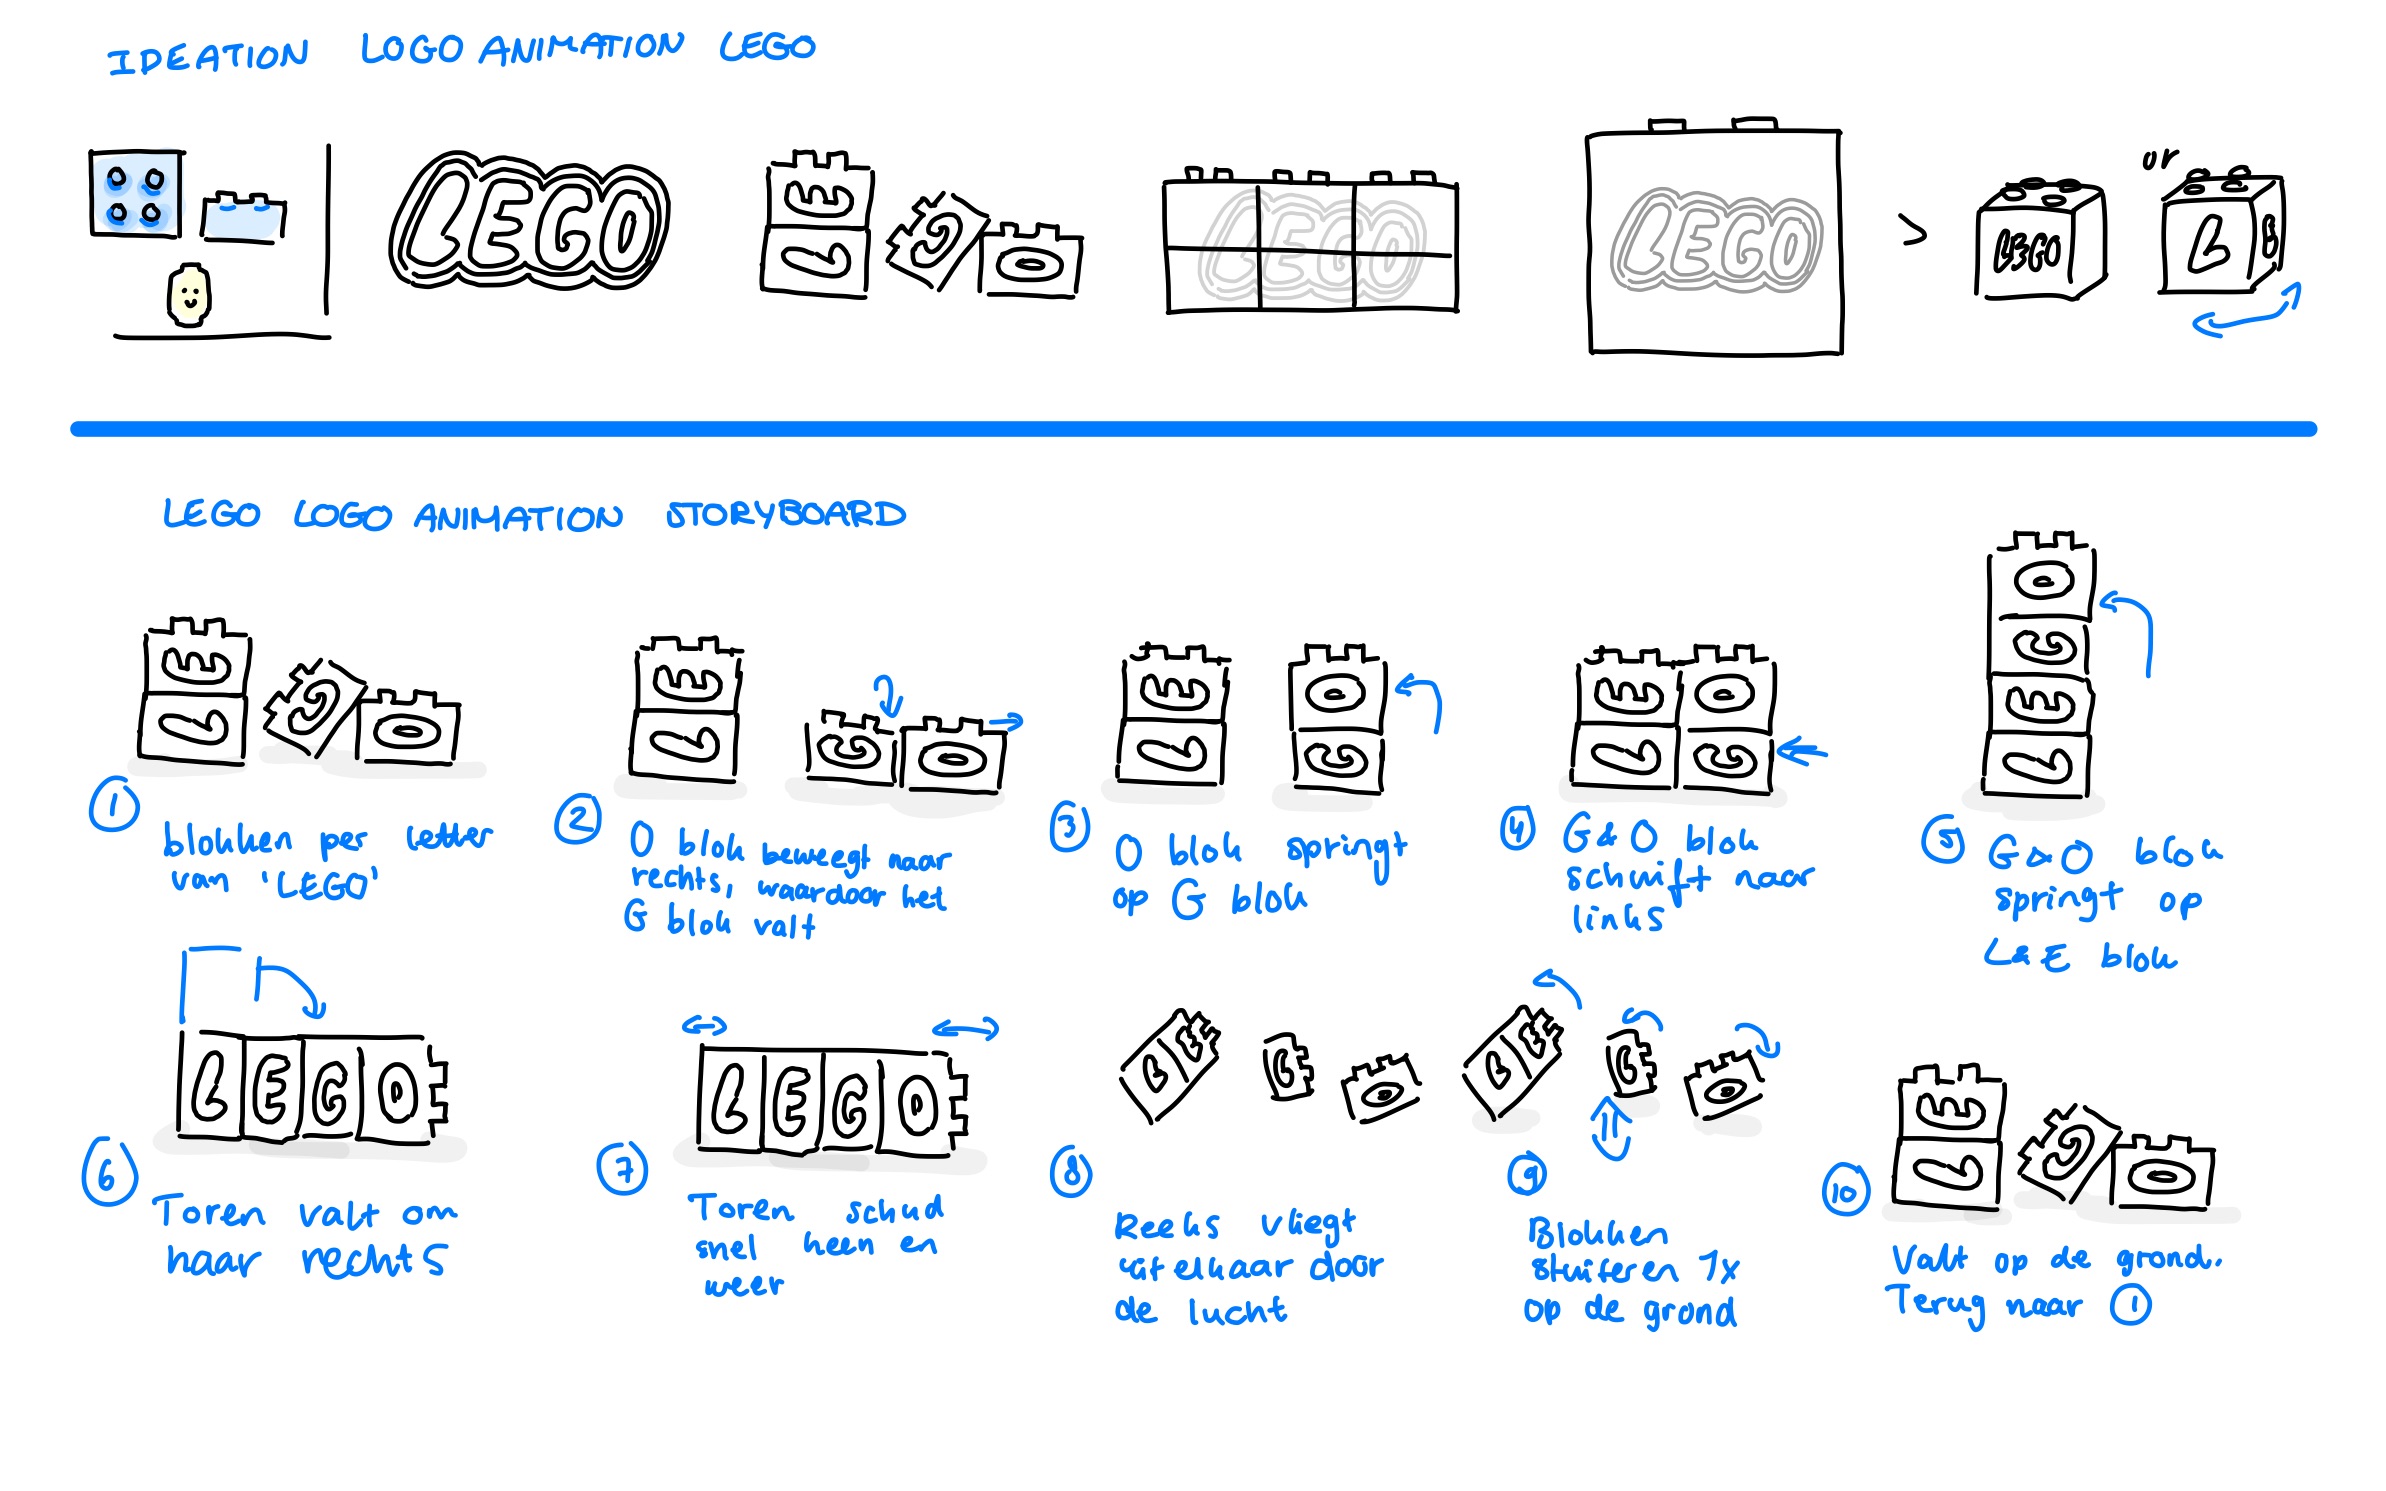 IDEATION LOGO ANIMATION LEGO
LEGO
E
L
G
O
LEGO
LEGO
>
LEGO
or
L
E
LEGO LOGO ANIMATION STORYBOARD
E
L
G
O
1
blokken per letter
van 'LEGO'
E
L
G
O
2
O blok beweegt naar
rechts, waardoor het
G blok valt
E
L
O
G
3
O blok springt
op G blok
E
O
L
G
4
G & O blok
schuift naar
links
O
G
E
L
5
G & O blok
springt op
L & E blok
LEGO
6
Toren valt om
naar rechts
LEGO
7
Toren schud
snel heen en
weer
L E G O
8
Reeks vliegt
uitelkaar door
de lucht
L E G O
9
Blokken
stuiteren 1x
op de grond
E
L
G
O
10
Valt op de grond.
Terug naar 1